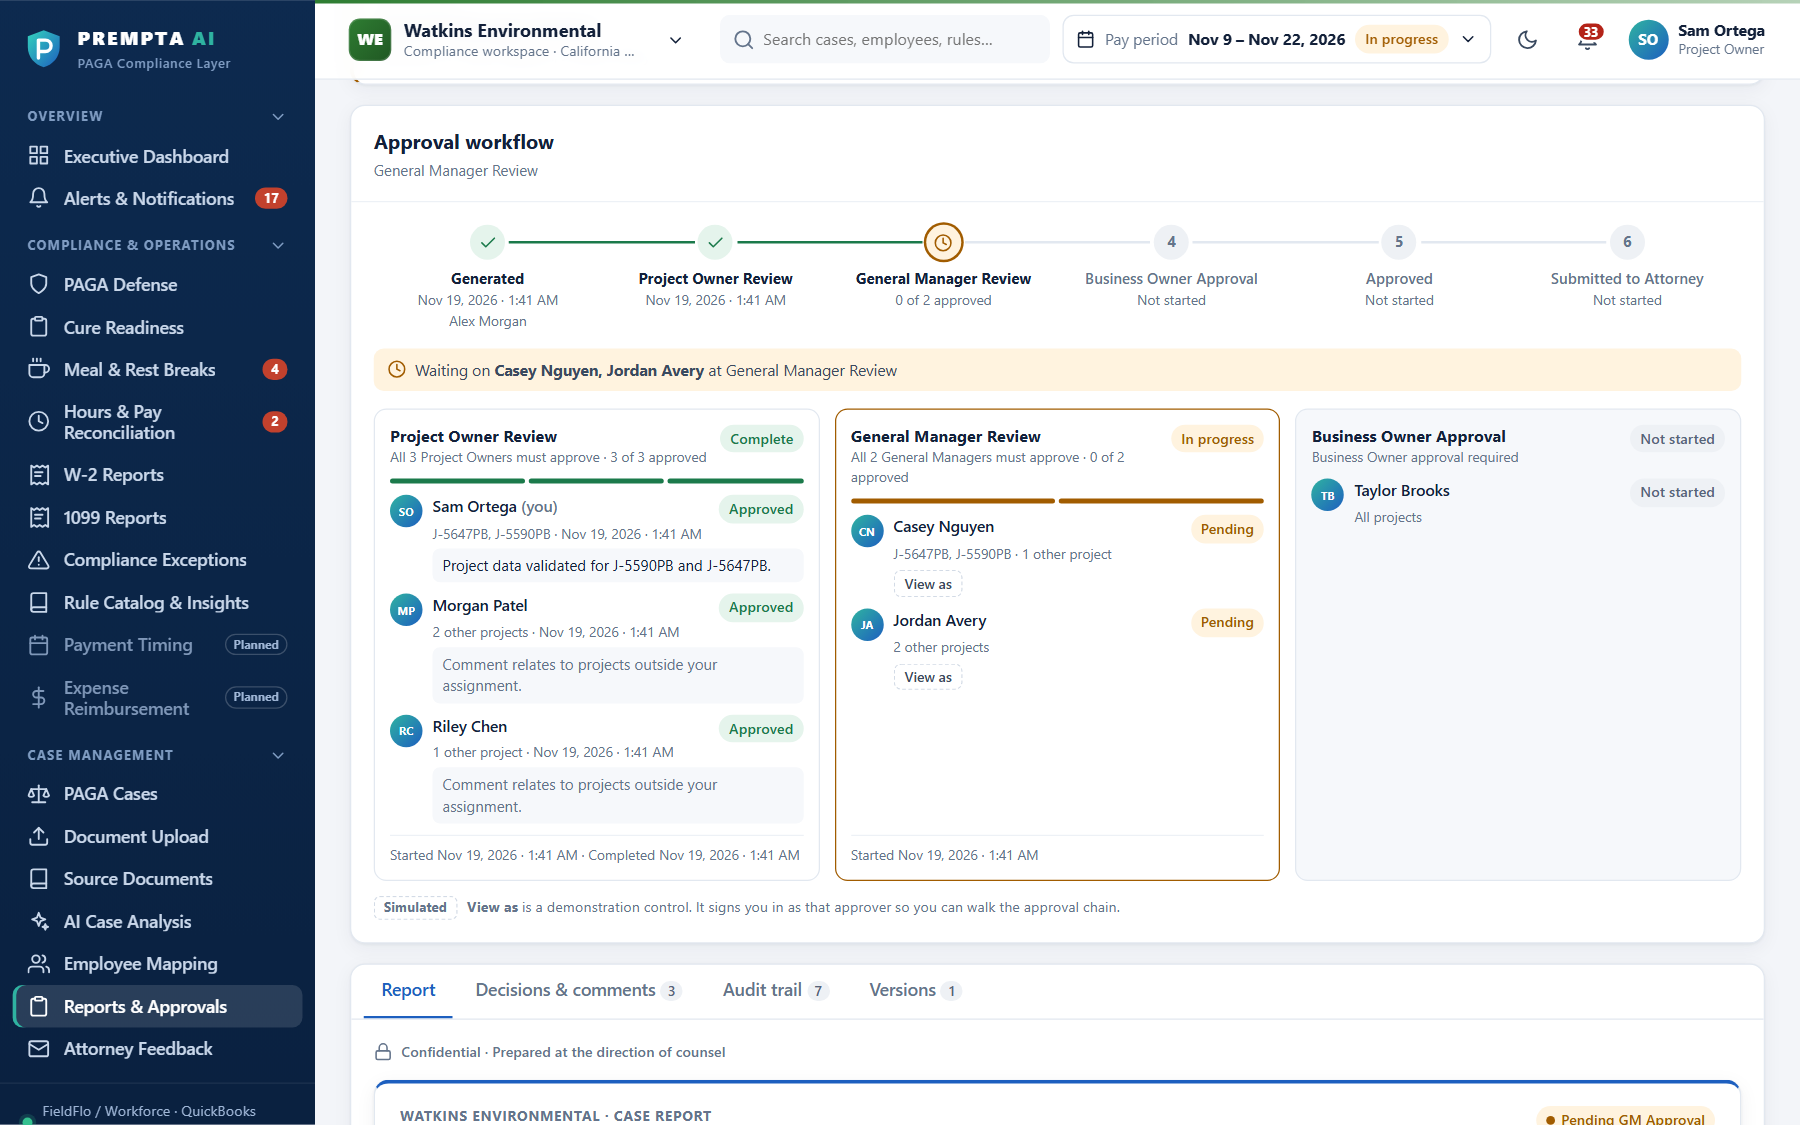 PREMPTA AI
PAGA Compliance Layer
OVERVIEW
Executive Dashboard
Alerts & Notifications 17
COMPLIANCE & OPERATIONS
PAGA Defense
Cure Readiness
Meal & Rest Breaks 4
Hours & Pay
Reconciliation 2
W-2 Reports
1099 Reports
Compliance Exceptions
Rule Catalog & Insights
Payment Timing Planned
Expense
Reimbursement Planned
CASE MANAGEMENT
PAGA Cases
Document Upload
Source Documents
AI Case Analysis
Employee Mapping
Reports & Approvals
Attorney Feedback
FieldFlo / Workforce · QuickBooks
WE Watkins Environmental
Compliance workspace · California ...
Search cases, employees, rules...
Pay period Nov 9 – Nov 22, 2026 In progress
33
SO Sam Ortega
Project Owner
Approval workflow
General Manager Review
4 5 6
Generated Project Owner Review General Manager Review Business Owner Approval Approved Submitted to Attorney
Nov 19, 2026 · 1:41 AM Nov 19, 2026 · 1:41 AM 0 of 2 approved Not started Not started Not started
Alex Morgan
Waiting on Casey Nguyen, Jordan Avery at General Manager Review
Project Owner Review Complete
All 3 Project Owners must approve · 3 of 3 approved
SO Sam Ortega (you) Approved
J-5647PB, J-5590PB · Nov 19, 2026 · 1:41 AM
Project data validated for J-5590PB and J-5647PB.
MP Morgan Patel Approved
2 other projects · Nov 19, 2026 · 1:41 AM
Comment relates to projects outside your
assignment.
RC Riley Chen Approved
1 other project · Nov 19, 2026 · 1:41 AM
Comment relates to projects outside your
assignment.
Started Nov 19, 2026 · 1:41 AM · Completed Nov 19, 2026 · 1:41 AM
General Manager Review In progress
All 2 General Managers must approve · 0 of 2
approved
CN Casey Nguyen Pending
J-5647PB, J-5590PB · 1 other project
View as
JA Jordan Avery Pending
2 other projects
View as
Started Nov 19, 2026 · 1:41 AM
Business Owner Approval Not started
Business Owner approval required
TB Taylor Brooks Not started
All projects
Simulated View as is a demonstration control. It signs you in as that approver so you can walk the approval chain.
Report Decisions & comments 3 Audit trail 7 Versions 1
Confidential · Prepared at the direction of counsel
WATKINS ENVIRONMENTAL · CASE REPORT
Pending GM Approval